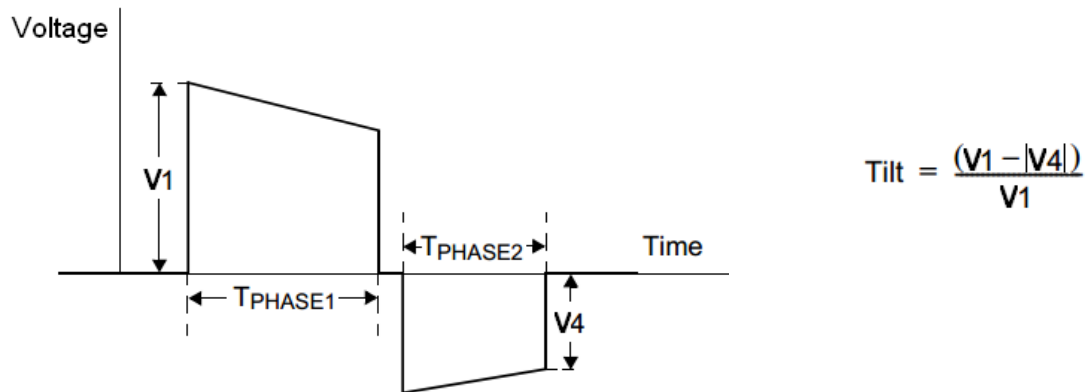 Voltage
V1
Tilt = (V1 – |V4|)
V1
TPHASE2
Time
TPHASE1
V4